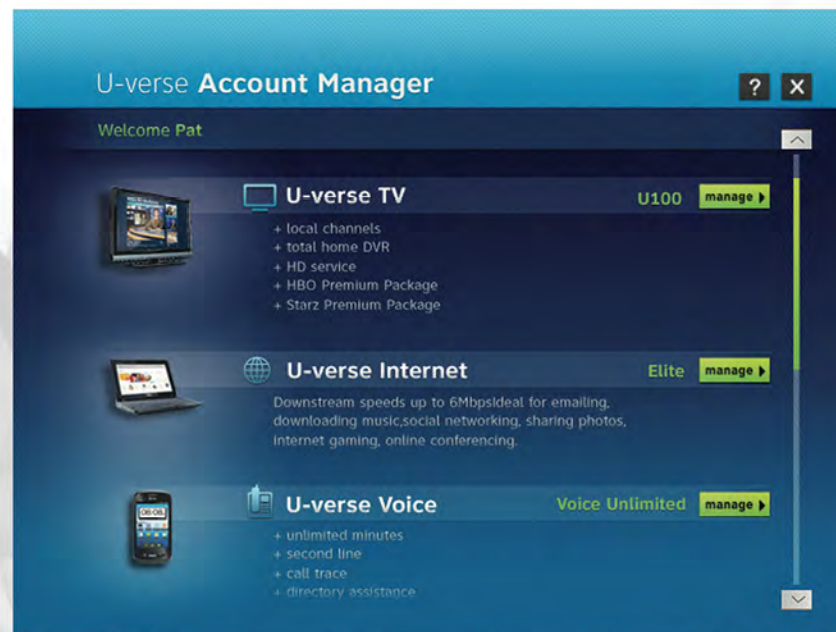 U-verse Account Manager
? X
Welcome Pat
U-verse TV U100 manage
+ local channels
+ total home DVR
+ HD service
+ HBO Premium Package
+ Starz Premium Package
U-verse Internet Elite manage
Downstream speeds up to 6MbpsIdeal for emailing,
downloading music,social networking, sharing photos,
internet gaming, online conferencing.
U-verse Voice Voice Unlimited manage
08:08
+ unlimited minutes
+ second line
+ call trace
+ directory assistance